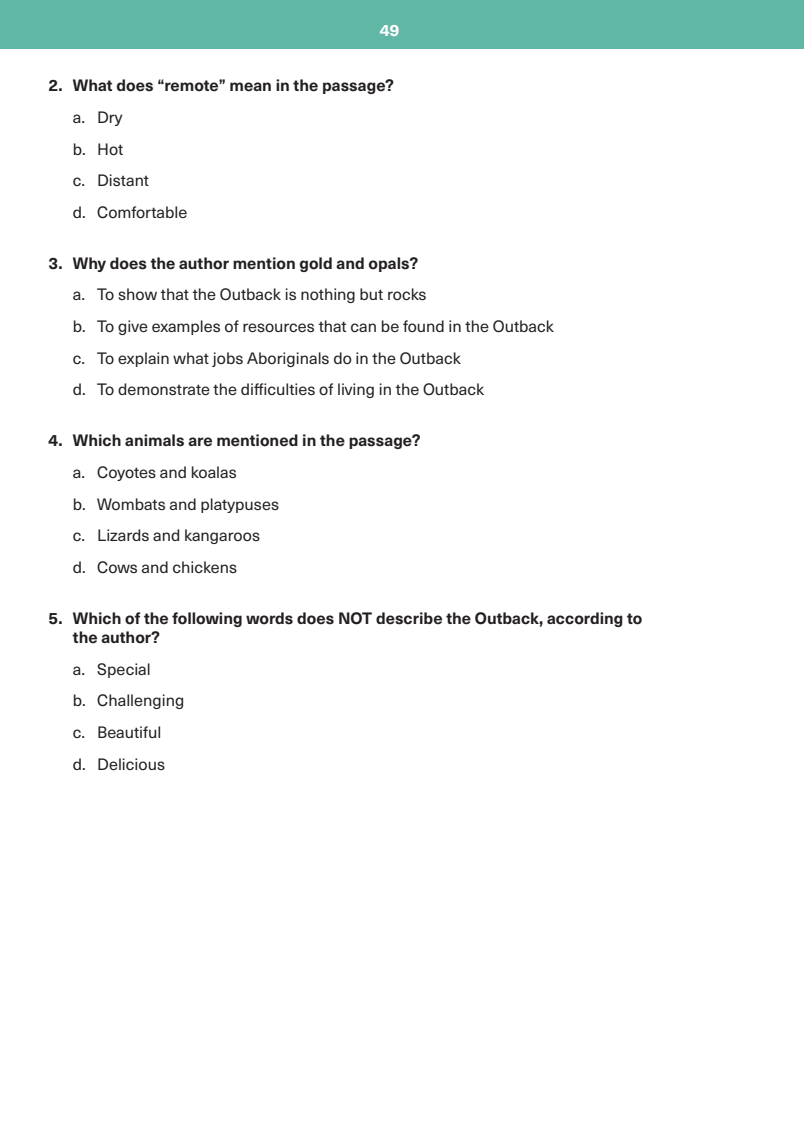 49
2. What does “remote” mean in the passage?
a. Dry
b. Hot
c. Distant
d. Comfortable
3. Why does the author mention gold and opals?
a. To show that the Outback is nothing but rocks
b. To give examples of resources that can be found in the Outback
c. To explain what jobs Aboriginals do in the Outback
d. To demonstrate the difficulties of living in the Outback
4. Which animals are mentioned in the passage?
a. Coyotes and koalas
b. Wombats and platypuses
c. Lizards and kangaroos
d. Cows and chickens
5. Which of the following words does NOT describe the Outback, according to
the author?
a. Special
b. Challenging
c. Beautiful
d. Delicious